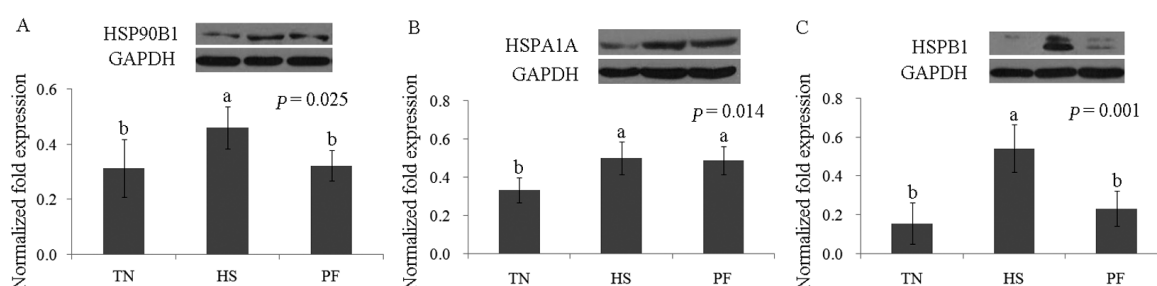 A
HSP90B1
GAPDH
Normalized fold expression
0.6
0.4
0.2
0.0
b
a
b
P = 0.025
TN HS PF
B
HSPA1A
GAPDH
Normalized fold expression
0.8
0.6
0.4
0.2
0.0
b
a
a
P = 0.014
TN HS PF
C
HSPB1
GAPDH
Normalized fold expression
0.8
0.6
0.4
0.2
0.0
b
a
b
P = 0.001
TN HS PF